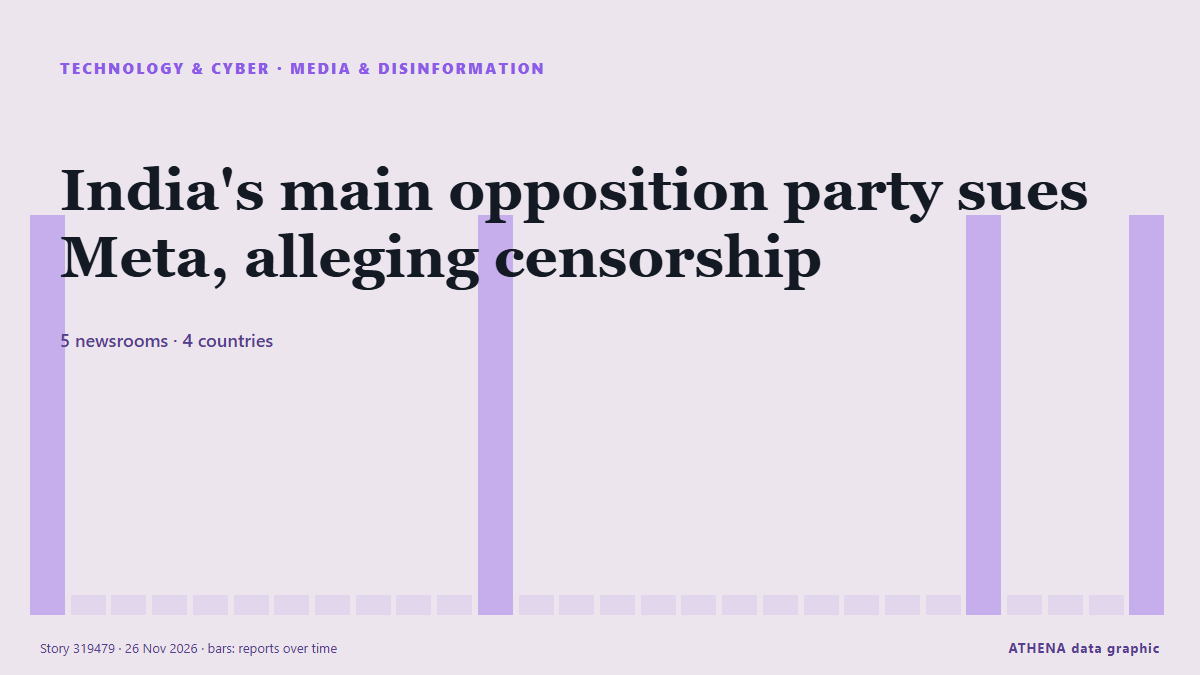 TECHNOLOGY & CYBER · MEDIA & DISINFORMATION
India's main opposition party sues
Meta, alleging censorship
5 newsrooms · 4 countries
Story 319479 · 26 Nov 2026 · bars: reports over time
ATHENA data graphic